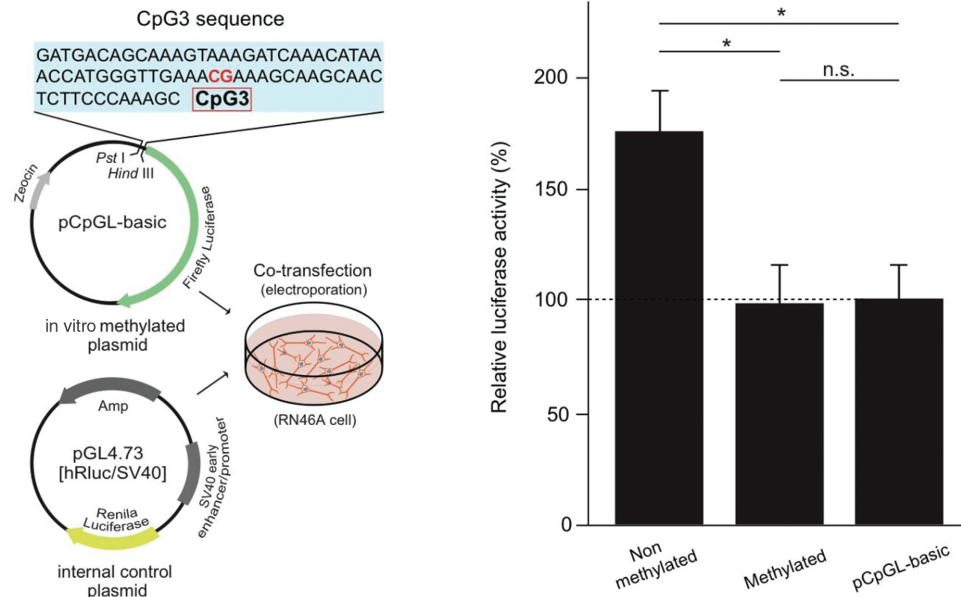 CpG3 sequence
GATGACAGCAAAGTAAAGATCAAACATAA
ACCATGGGTTGAAACGAAAGCAAGCAAC
TCTTCCCAAAGC CpG3
Pst I
Hind III
Zeocin
pCpGL-basic
Firefly Luciferase
in vitro methylated
plasmid
Co-transfection
(electroporation)
(RN46A cell)
Amp
pGL4.73
[hRluc/SV40]
SV40 early
enhancer/promoter
Renila
Luciferase
internal control
plasmid
Relative luciferase activity (%)
200
150
100
50
0
*
*
n.s.
Non
methylated
Methylated
pCpGL-basic